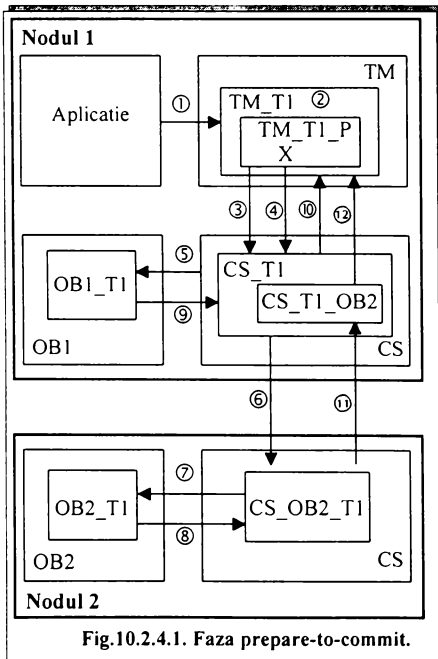 Nodul 1
TM
Aplicatie
①
TM_T1 ②
TM_T1_P
X
③ ④ ⑩ ⑫
OB1_T1
⑤
⑨
OB1
CS_T1
CS_T1_OB2
CS
⑥ ⑪
OB2_T1
⑦
⑧
OB2
CS_OB2_T1
CS
Nodul 2
Fig.10.2.4.1. Faza prepare-to-commit.